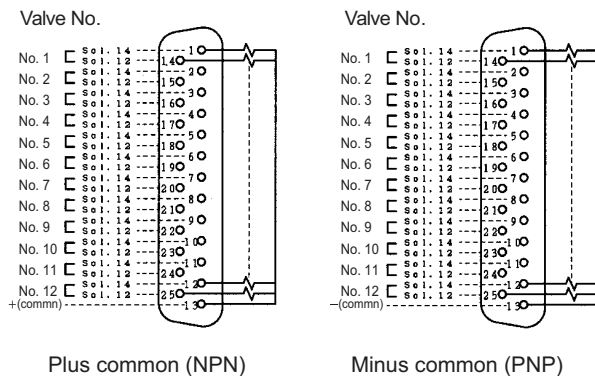 Valve No.
Sol.14 1
No. 1
Sol.12 14
Sol.14 2
No. 2
Sol.12 15
Sol.14 3
No. 3
Sol.12 16
Sol.14 4
No. 4
Sol.12 17
Sol.14 5
No. 5
Sol.12 18
Sol.14 6
No. 6
Sol.12 19
Sol.14 7
No. 7
Sol.12 20
Sol.14 8
No. 8
Sol.12 21
Sol.14 9
No. 9
Sol.12 22
Sol.14 10
No. 10
Sol.12 23
Sol.14 11
No. 11
Sol.12 24
Sol.14 12
No. 12
Sol.12 25
+(commn) 13
Plus common (NPN)
Valve No.
Sol.14 1
No. 1
Sol.12 14
Sol.14 2
No. 2
Sol.12 15
Sol.14 3
No. 3
Sol.12 16
Sol.14 4
No. 4
Sol.12 17
Sol.14 5
No. 5
Sol.12 18
Sol.14 6
No. 6
Sol.12 19
Sol.14 7
No. 7
Sol.12 20
Sol.14 8
No. 8
Sol.12 21
Sol.14 9
No. 9
Sol.12 22
Sol.14 10
No. 10
Sol.12 23
Sol.14 11
No. 11
Sol.12 24
Sol.14 12
No. 12
Sol.12 25
−(commn) 13
Minus common (PNP)